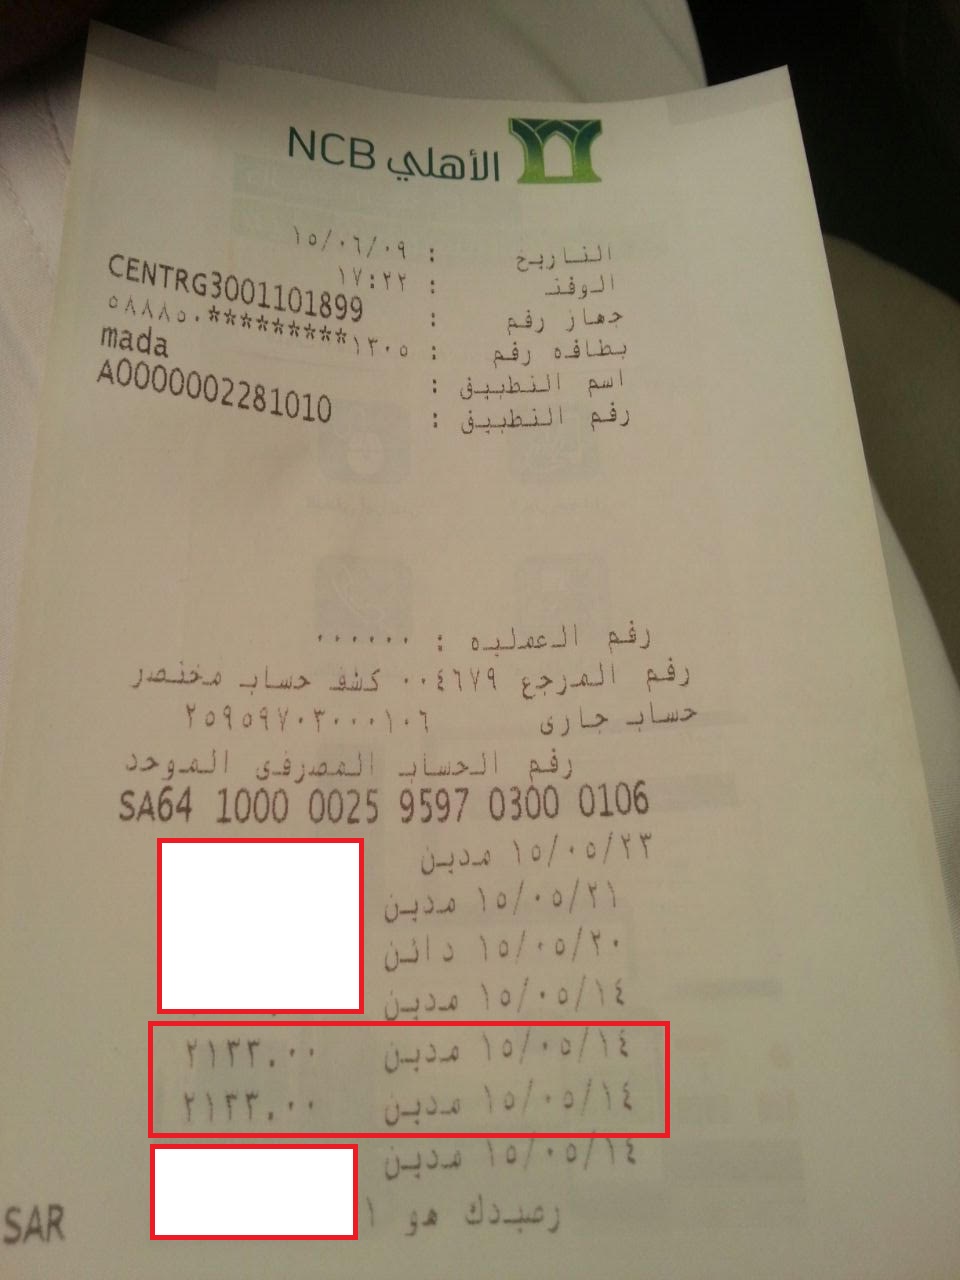 NCB الأهلي
التاريخ : ١٥/٠٦/٠٩
الوقت : ١٧:٢٢
جهاز رقم : CENTRG3001101899
بطاقه رقم : ٥٨٨٨٥٠*********١٣٠٥
اسم التطبيق : mada
رقم التطبيق : A0000002281010
رقم العمليه : ٠٠٠٠٠٠
رقم المرجع ٠٠٤٦٧٩ كشف حساب مختصر
حساب جارى ٢٥٩٥٩٧٠٣٠٠٠١٠٦
رقم الحساب المصرفى الموحد
SA64 1000 0025 9597 0300 0106
١٥/٠٥/٢٣ مدين
١٥/٠٥/٢١ مدين
١٥/٠٥/٢٠ دائن
١٥/٠٥/١٤ مدين
١٥/٠٥/١٤ مدين ٢١٣٣.٠٠
١٥/٠٥/١٤ مدين ٢١٣٣.٠٠
١٥/٠٥/١٤ مدين
رصيدك هو ١ SAR